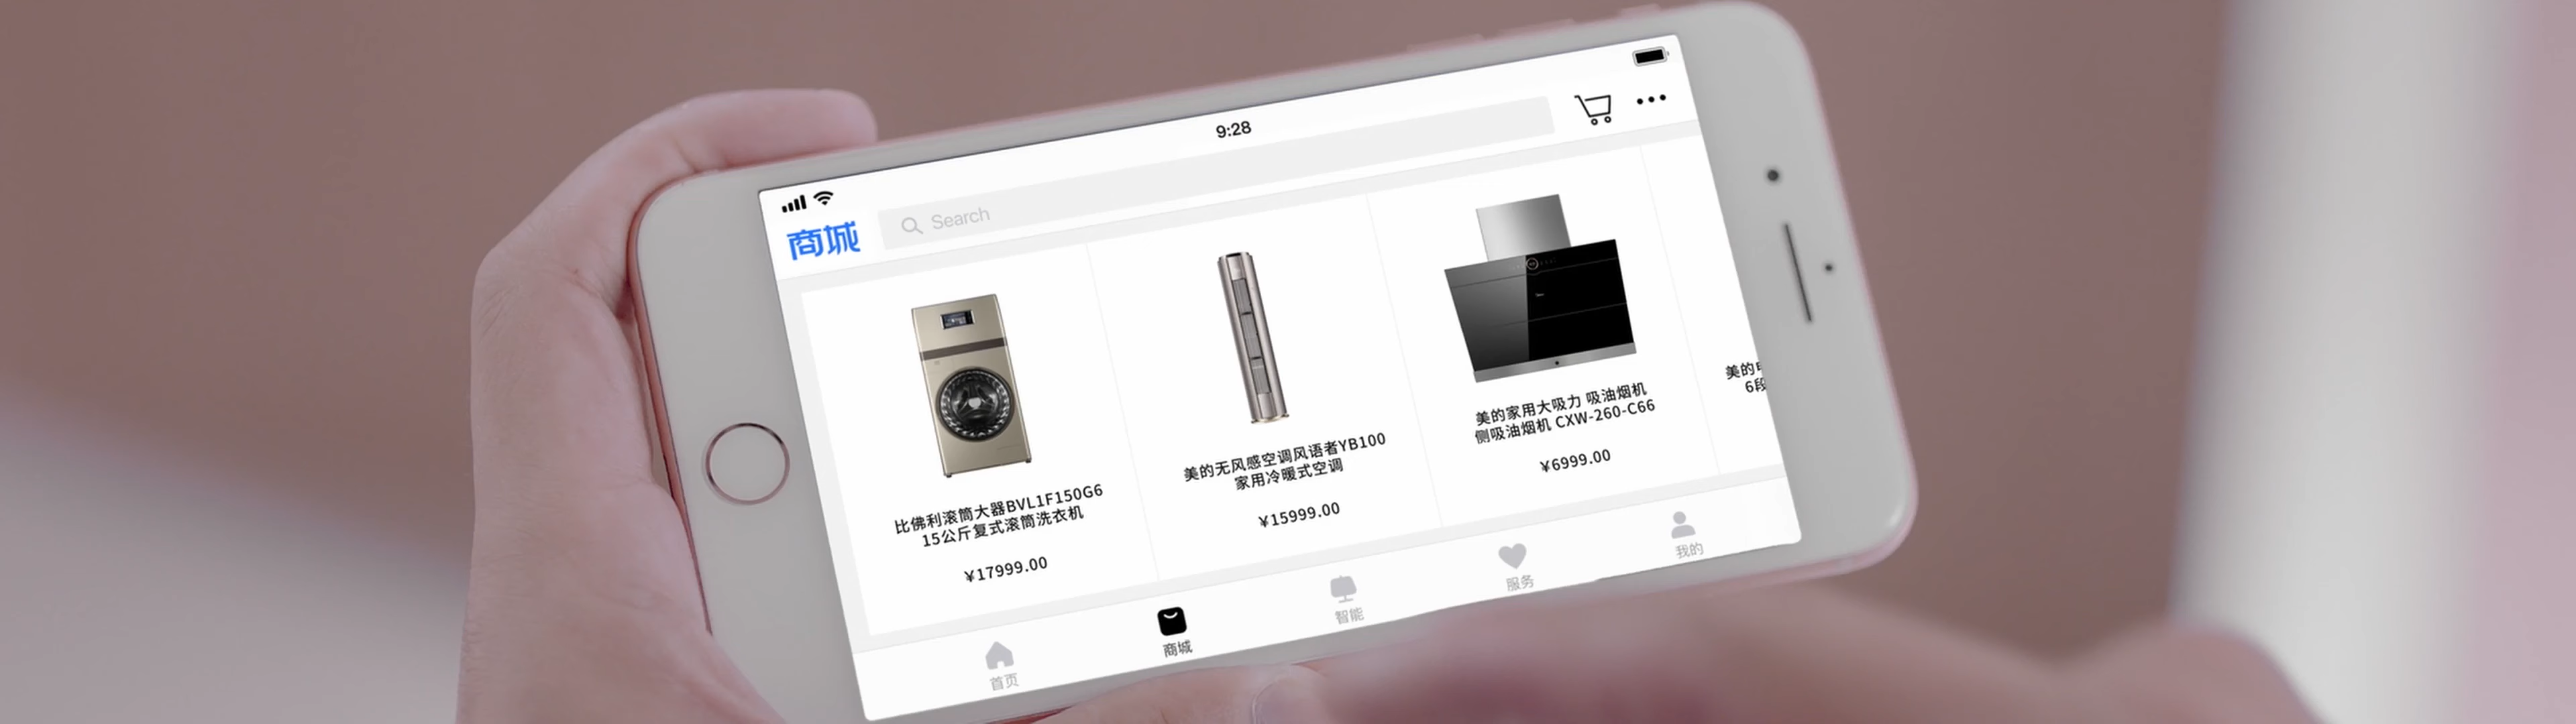 9:28
商城
Search
比佛利滚筒大器BVL1F150G6
15公斤复式滚筒洗衣机
¥17999.00
美的无风感空调风语者YB100
家用冷暖式空调
¥15999.00
美的家用大吸力 吸油烟机
侧吸油烟机 CXW-260-C66
¥6999.00
美的
6段
首页
商城
智能
服务
我的